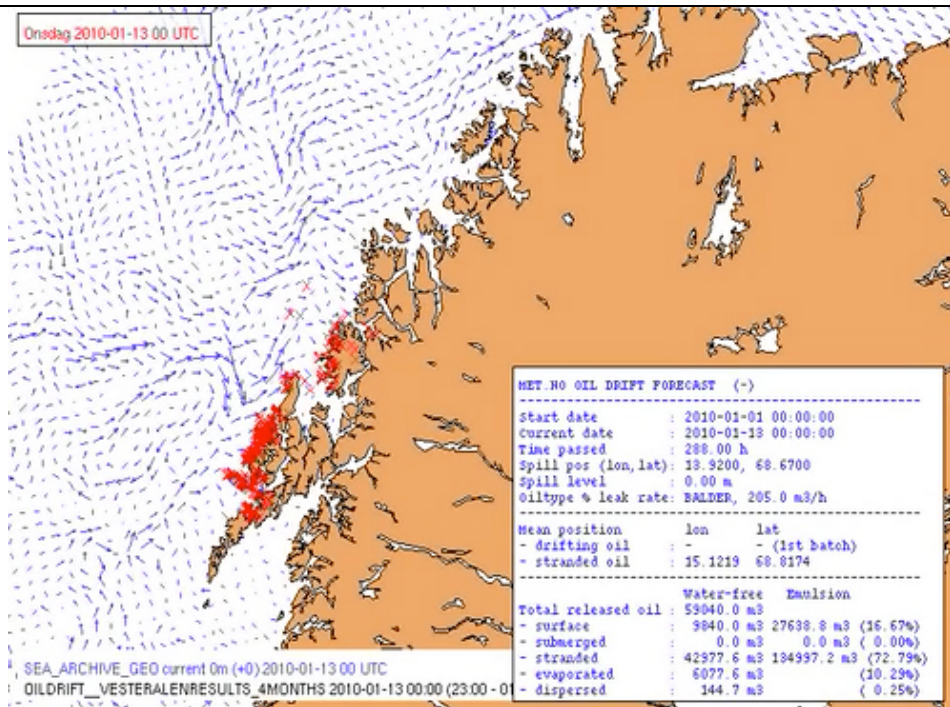 Onsdag 2010-01-13 00 UTC
MET.NO OIL DRIFT FORECAST (-)
Start date : 2010-01-01 00:00:00
Current date : 2010-01-13 00:00:00
Time passed : 288.00 h
Spill pos (lon,lat): 13.9200, 68.6700
Spill level : 0.00 m
Oiltype % leak rate: BALDER, 205.0 m3/h
Mean position lon lat
- drifting oil : - - (1st batch)
- stranded oil : 15.1219 68.8174
Water-free Emulsion
Total released oil : 59040.0 m3
- surface : 9840.0 m3 27638.8 m3 (16.67%)
- submerged : 0.0 m3 0.0 m3 ( 0.00%)
- stranded : 42977.6 m3 134997.2 m3 (72.79%)
- evaporated : 6077.6 m3 (10.29%)
- dispersed : 144.7 m3 ( 0.25%)
SEA_ARCHIVE_GEO current 0m (+0) 2010-01-13 00 UTC
OILDRIFT__VESTERALENRESULTS_4MONTHS 2010-01-13 00:00 (23:00 - 01